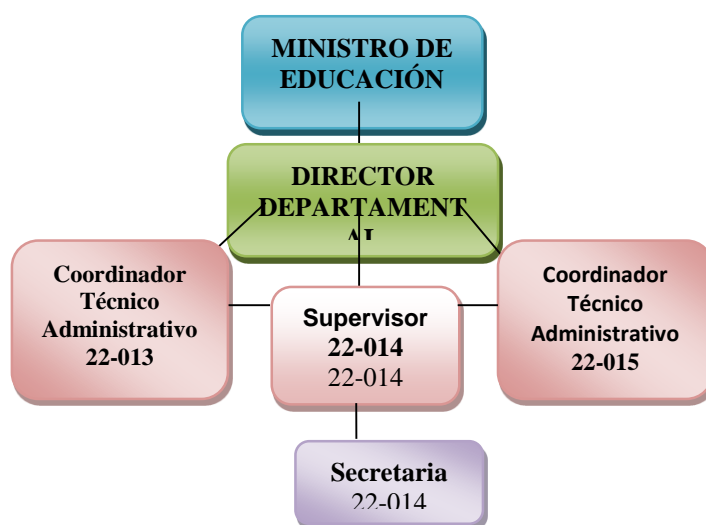 MINISTRO DE
EDUCACIÓN
DIRECTOR
DEPARTAMENT
AL
Coordinador
Técnico
Administrativo
22-013
Supervisor
22-014
22-014
Coordinador
Técnico
Administrativo
22-015
Secretaria
22-014